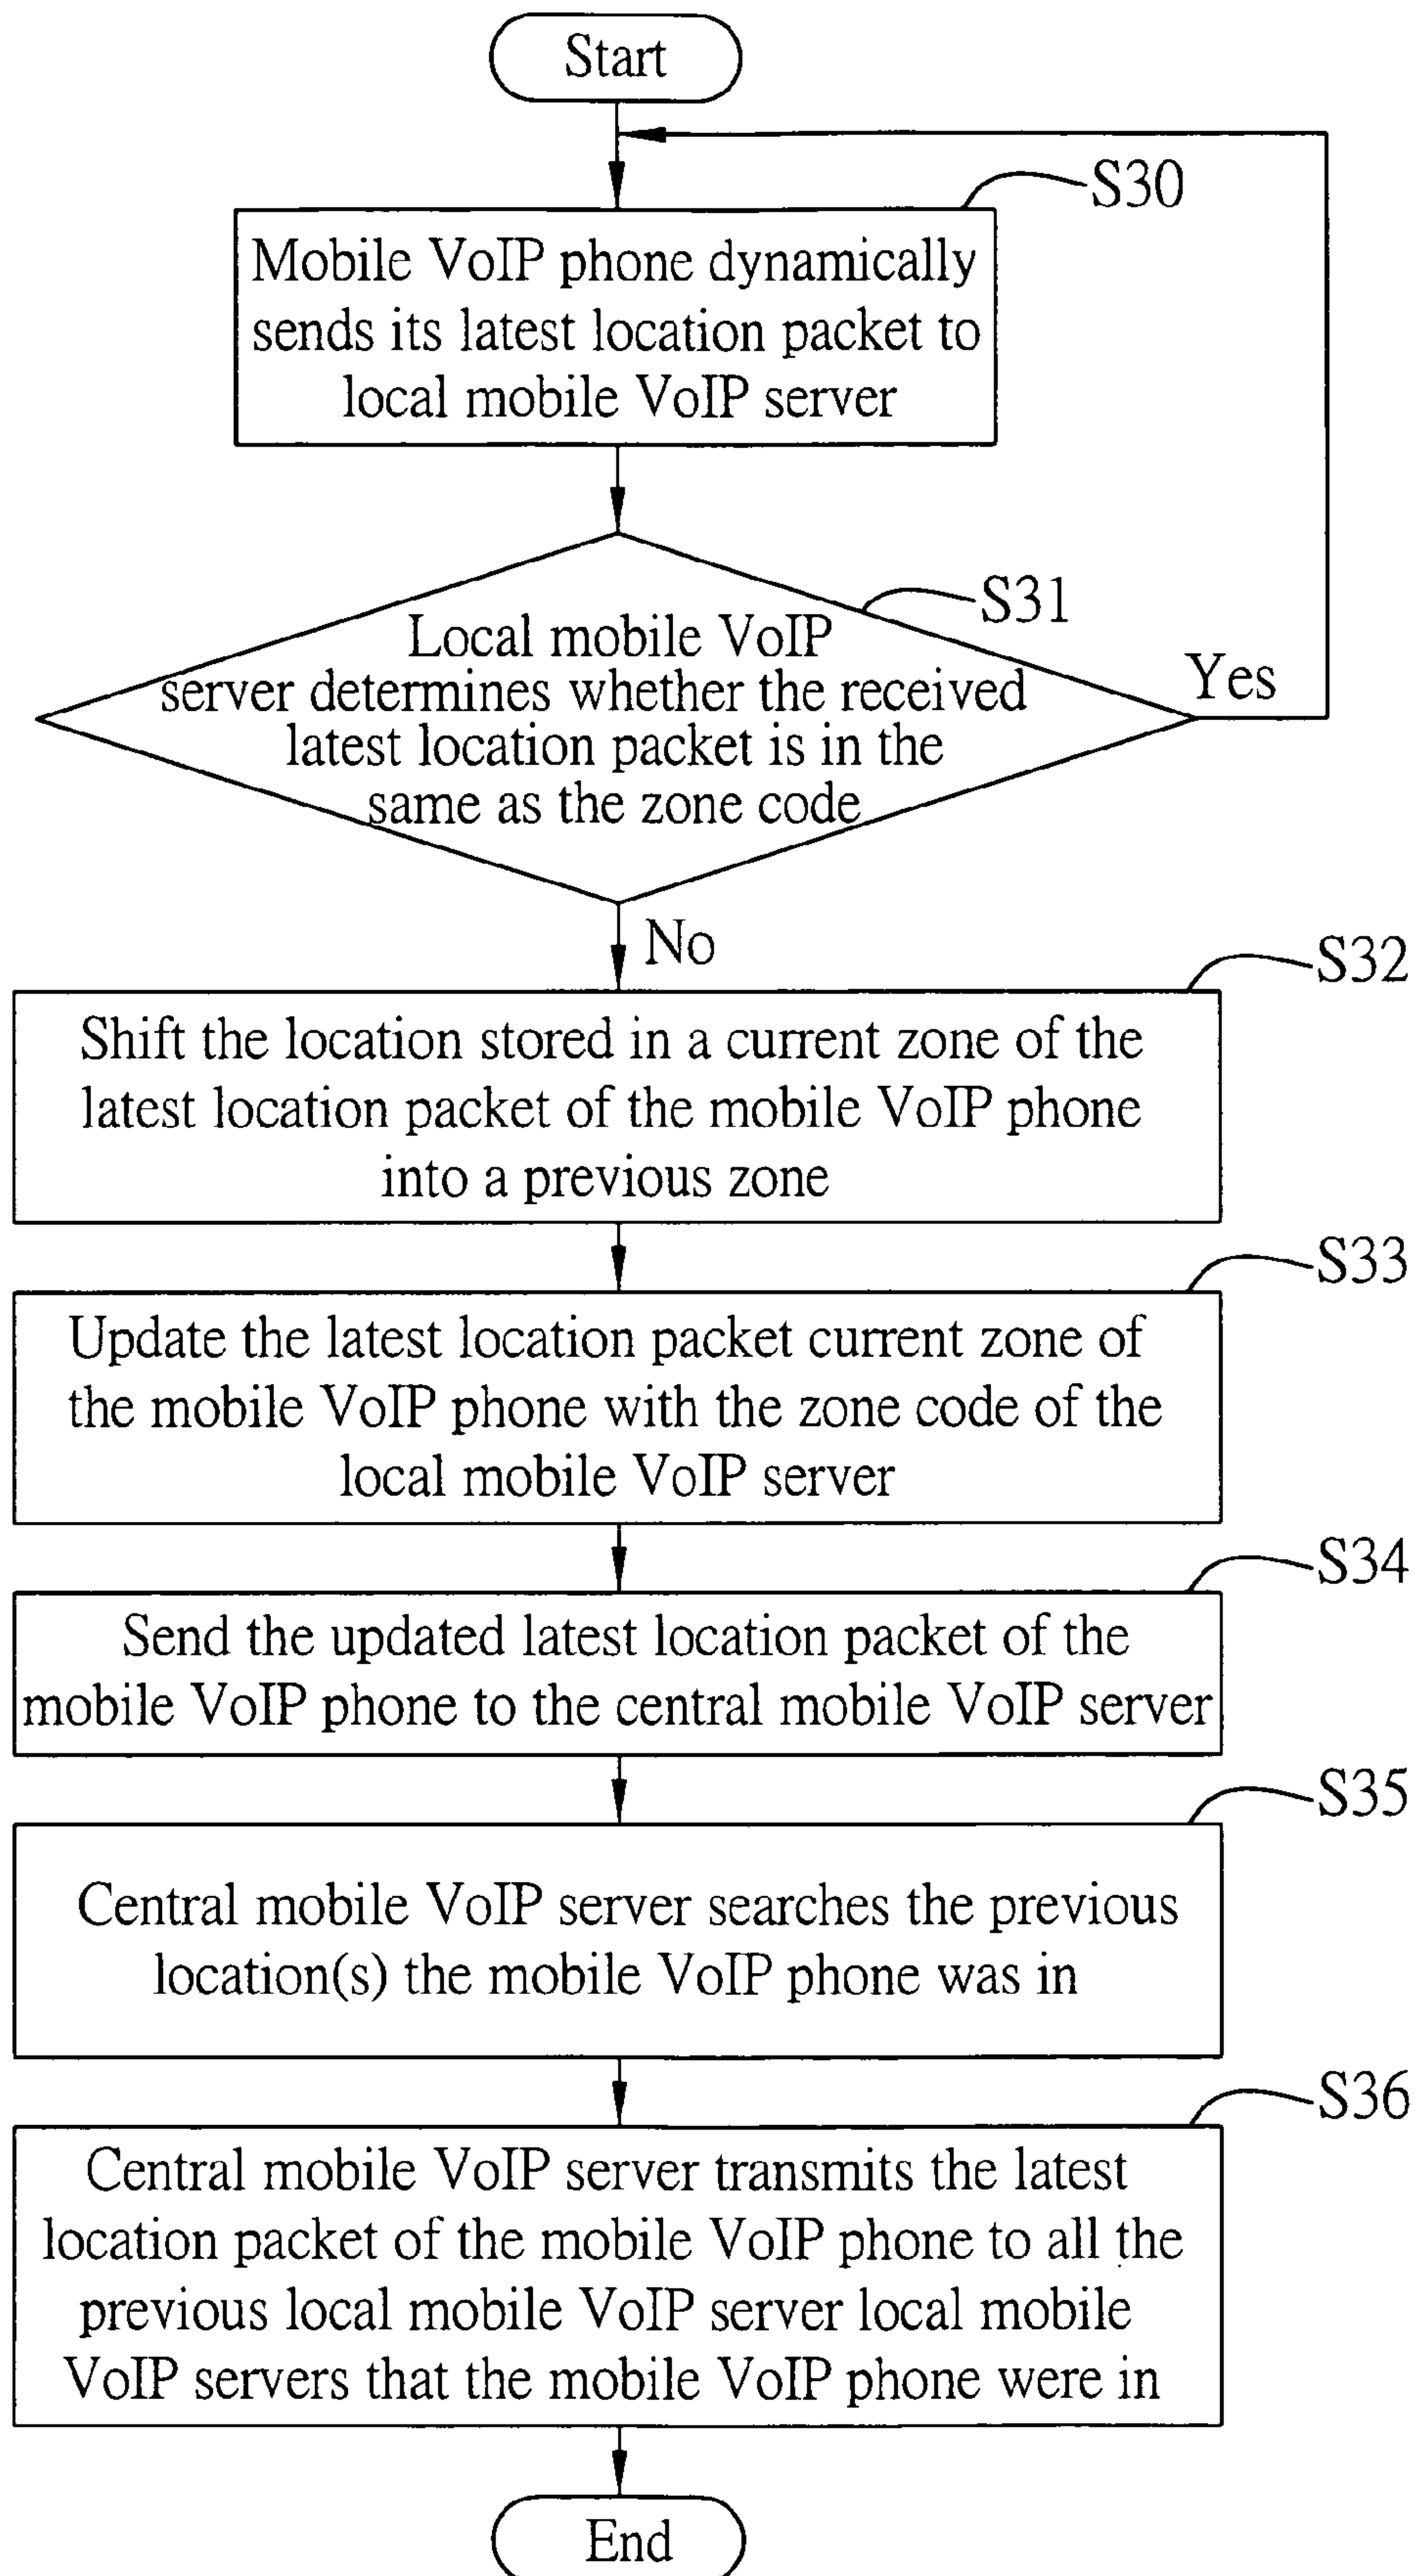 Start
S30
Mobile VoIP phone dynamically
sends its latest location packet to
local mobile VoIP server
S31
Local mobile VoIP
server determines whether the received
latest location packet is in the
same as the zone code
Yes
No
S32
Shift the location stored in a current zone of the
latest location packet of the mobile VoIP phone
into a previous zone
S33
Update the latest location packet current zone of
the mobile VoIP phone with the zone code of the
local mobile VoIP server
S34
Send the updated latest location packet of the
mobile VoIP phone to the central mobile VoIP server
S35
Central mobile VoIP server searches the previous
location(s) the mobile VoIP phone was in
S36
Central mobile VoIP server transmits the latest
location packet of the mobile VoIP phone to all the
previous local mobile VoIP server local mobile
VoIP servers that the mobile VoIP phone were in
End